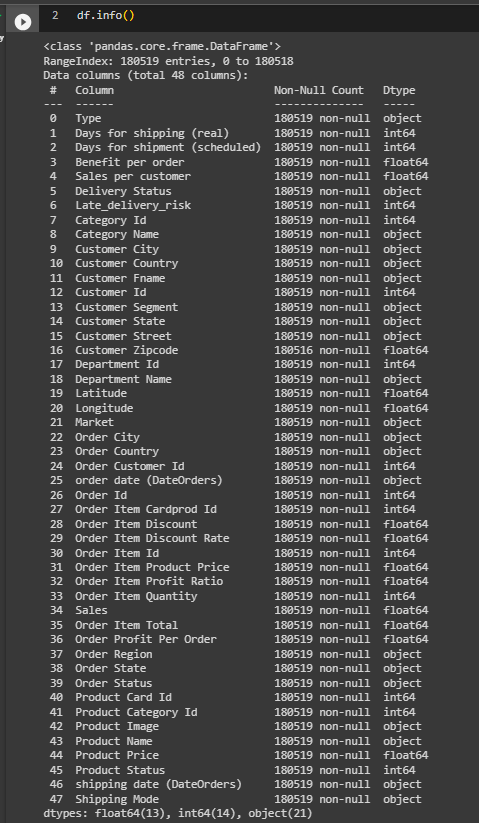 2 df.info()
y
<class 'pandas.core.frame.DataFrame'>
RangeIndex: 180519 entries, 0 to 180518
Data columns (total 48 columns):
# Column Non-Null Count Dtype
--- ------ -------------- -----
0 Type 180519 non-null object
1 Days for shipping (real) 180519 non-null int64
2 Days for shipment (scheduled) 180519 non-null int64
3 Benefit per order 180519 non-null float64
4 Sales per customer 180519 non-null float64
5 Delivery Status 180519 non-null object
6 Late_delivery_risk 180519 non-null int64
7 Category Id 180519 non-null int64
8 Category Name 180519 non-null object
9 Customer City 180519 non-null object
10 Customer Country 180519 non-null object
11 Customer Fname 180519 non-null object
12 Customer Id 180519 non-null int64
13 Customer Segment 180519 non-null object
14 Customer State 180519 non-null object
15 Customer Street 180519 non-null object
16 Customer Zipcode 180516 non-null float64
17 Department Id 180519 non-null int64
18 Department Name 180519 non-null object
19 Latitude 180519 non-null float64
20 Longitude 180519 non-null float64
21 Market 180519 non-null object
22 Order City 180519 non-null object
23 Order Country 180519 non-null object
24 Order Customer Id 180519 non-null int64
25 order date (DateOrders) 180519 non-null object
26 Order Id 180519 non-null int64
27 Order Item Cardprod Id 180519 non-null int64
28 Order Item Discount 180519 non-null float64
29 Order Item Discount Rate 180519 non-null float64
30 Order Item Id 180519 non-null int64
31 Order Item Product Price 180519 non-null float64
32 Order Item Profit Ratio 180519 non-null float64
33 Order Item Quantity 180519 non-null int64
34 Sales 180519 non-null float64
35 Order Item Total 180519 non-null float64
36 Order Profit Per Order 180519 non-null float64
37 Order Region 180519 non-null object
38 Order State 180519 non-null object
39 Order Status 180519 non-null object
40 Product Card Id 180519 non-null int64
41 Product Category Id 180519 non-null int64
42 Product Image 180519 non-null object
43 Product Name 180519 non-null object
44 Product Price 180519 non-null float64
45 Product Status 180519 non-null int64
46 shipping date (DateOrders) 180519 non-null object
47 Shipping Mode 180519 non-null object
dtypes: float64(13), int64(14), object(21)